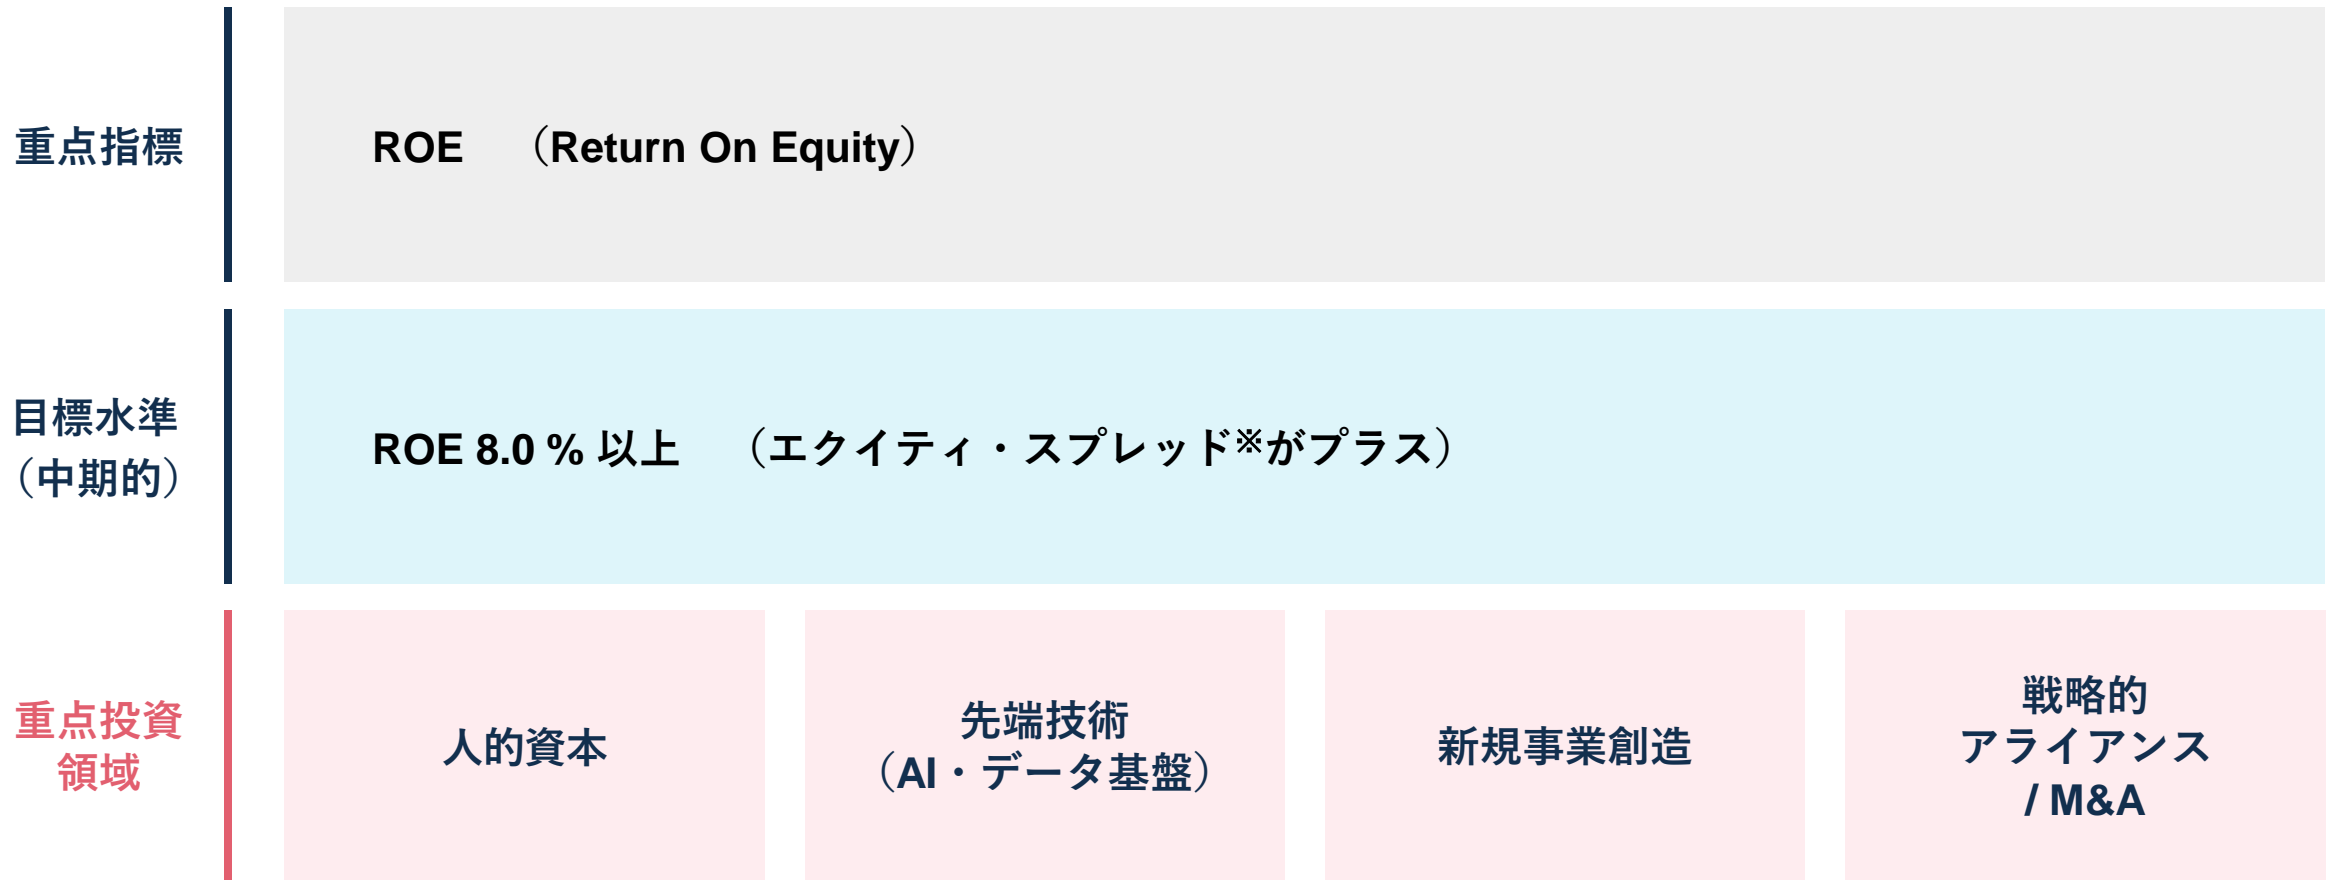 重点指標
ROE （Return On Equity）
目標水準
（中期的）
ROE 8.0 % 以上 （エクイティ・スプレッド※がプラス）
重点投資
領域
人的資本
先端技術
（AI・データ基盤）
新規事業創造
戦略的
アライアンス
/ M&A